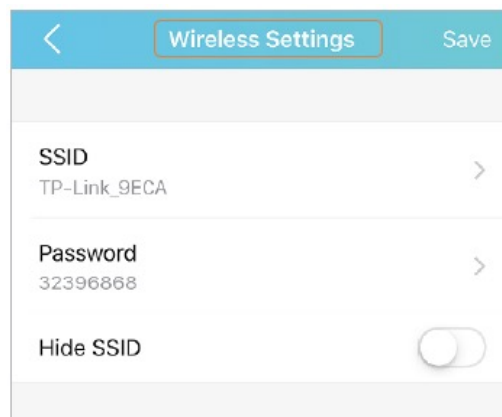 Wireless Settings Save
SSID
TP-Link_9ECA
Password
32396868
Hide SSID